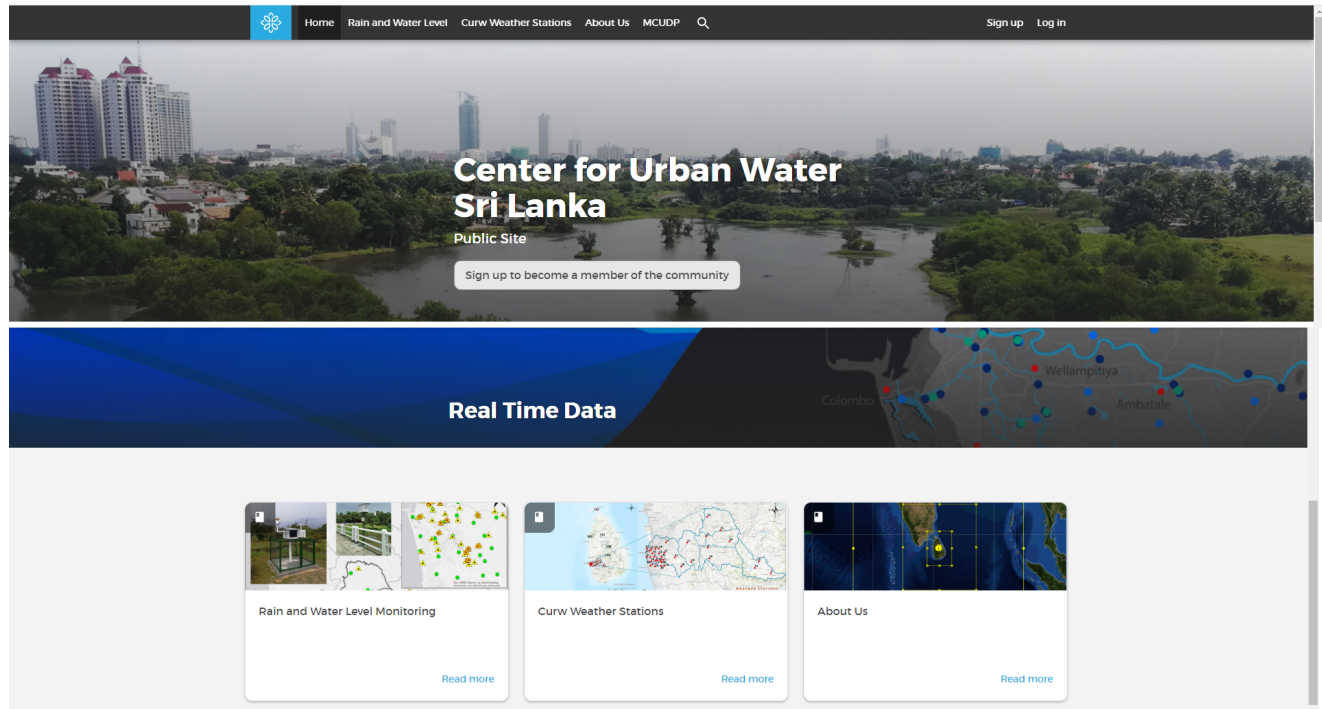 Home Rain and Water Level Curw Weather Stations About Us MCUDP Sign up Log in
Center for Urban Water
Sri Lanka
Public Site
Sign up to become a member of the community
Real Time Data
Wellampitiya
Colombo
Ambatale
Rain and Water Level Monitoring
Curw Weather Stations
About Us
Read more
Read more
Read more